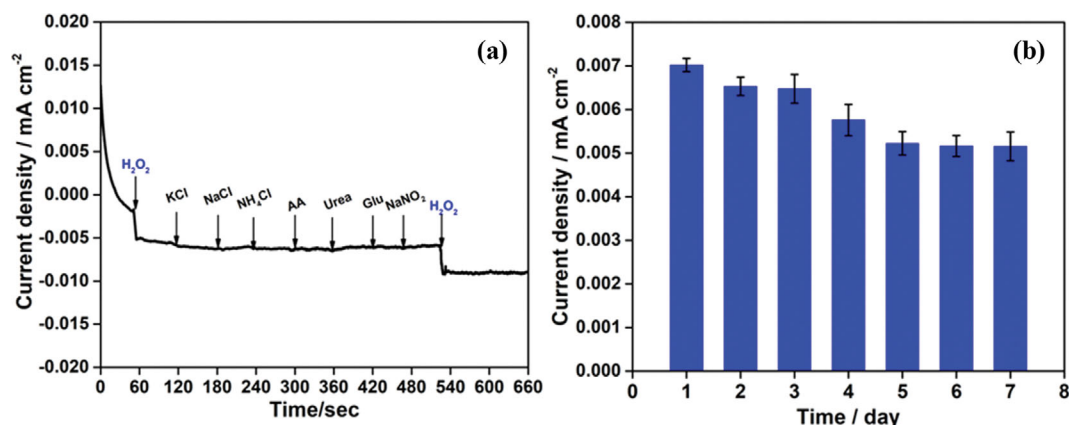 (a)
0.020
0.015
0.010
0.005
0.000
-0.005
-0.010
-0.015
-0.020
Current density / mA cm⁻²
H₂O₂
KCl
NaCl
NH₄Cl
AA
Urea
Glu
NaNO₂
H₂O₂
0 60 120 180 240 300 360 420 480 540 600 660
Time/sec
(b)
0.008
0.007
0.006
0.005
0.004
0.003
0.002
0.001
0.000
Current density / mA cm⁻²
0 1 2 3 4 5 6 7 8
Time / day